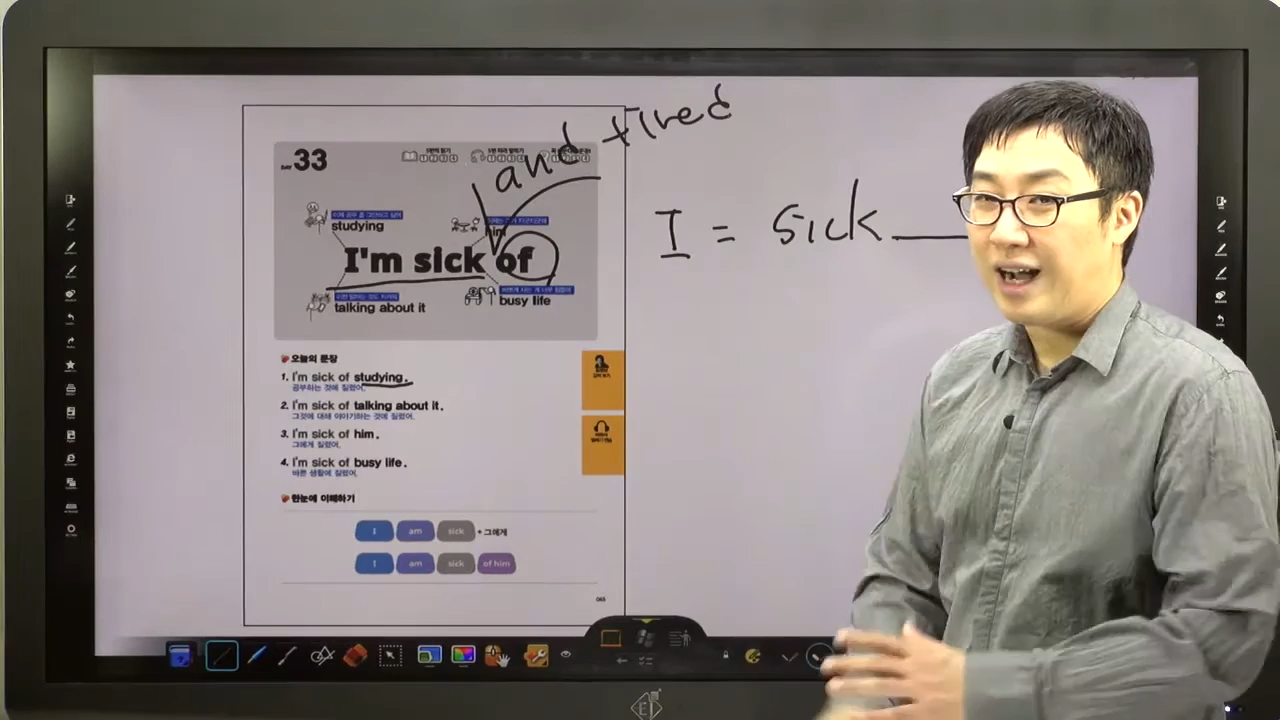 and tired
DAY 33
studying
him
I'm sick of
talking about it
busy life
I = sick
오늘의 문장
1. I'm sick of studying.
공부하는 것에 질렸어.
2. I'm sick of talking about it.
그것에 대해 이야기하는 것에 질렸어.
3. I'm sick of him.
그에게 질렸어.
4. I'm sick of busy life.
바쁜 생활에 질렸어.
한눈에 이해하기
I am sick + 그에게
I am sick of him